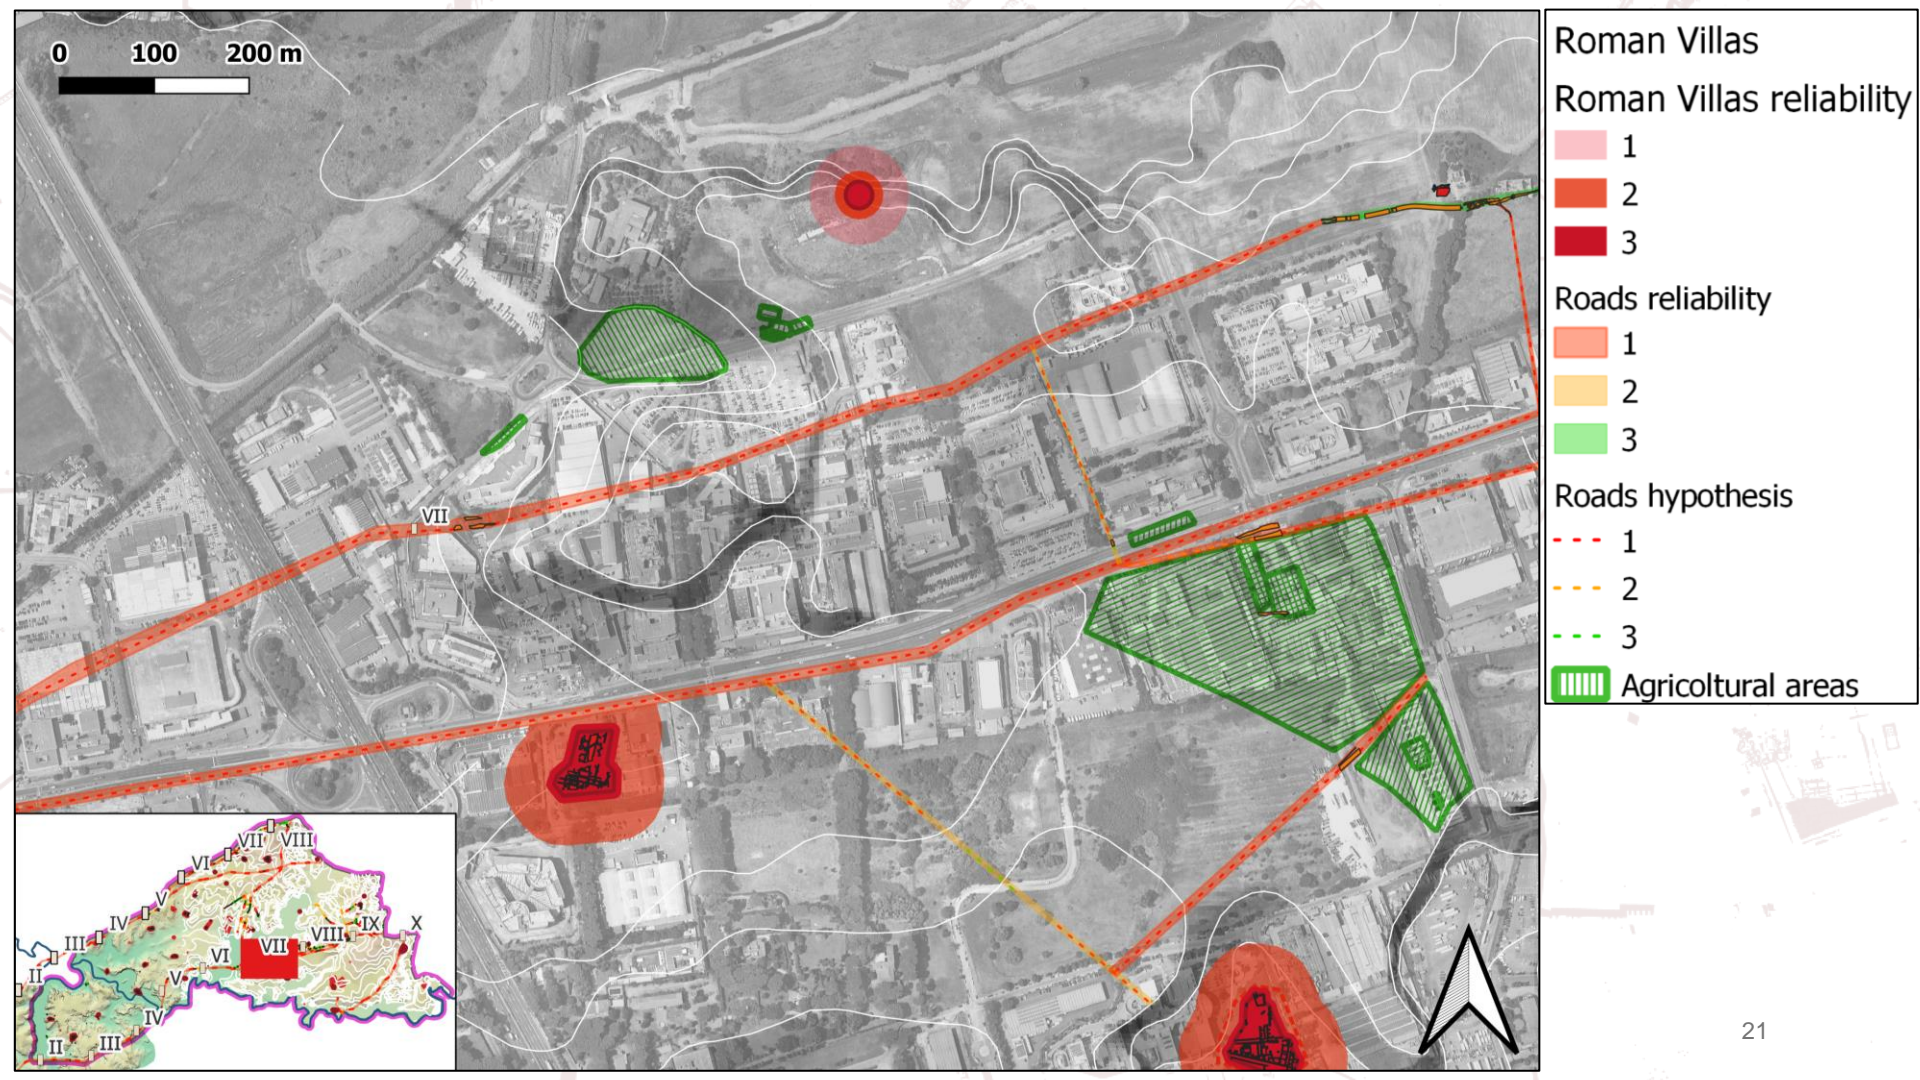 0 100 200 m
VII
VII VIII
VI
V
IV
III
II
VI
VII
VIII
IX
X
V
IV
III
II
Roman Villas
Roman Villas reliability
1
2
3
Roads reliability
1
2
3
Roads hypothesis
1
2
3
Agricoltural areas
21